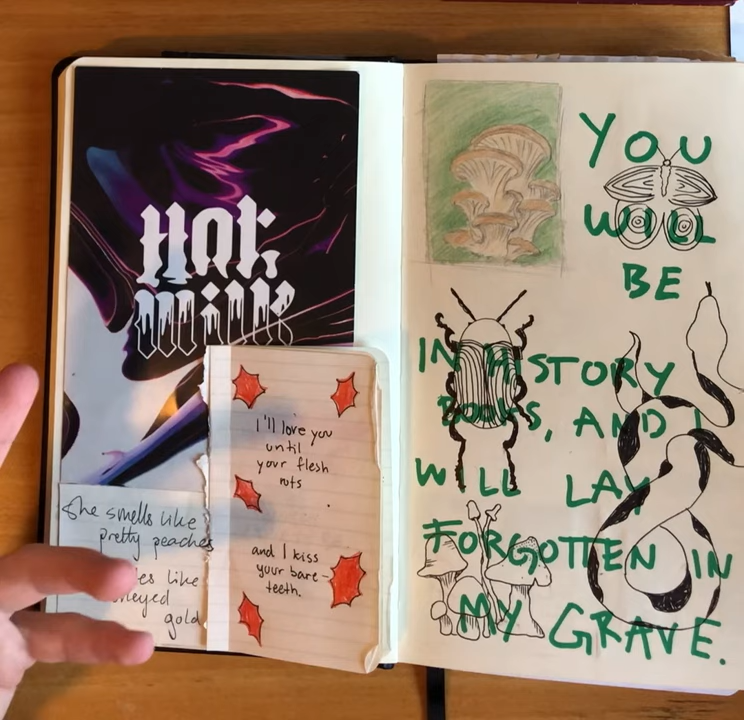 Hot
milk
She smells like
pretty peaches
like
gold
I'll love you
until
your flesh
rots
and I kiss
your bare-
teeth.
YOU
WILL
BE
IN HISTORY
BOOKS, AND I
WILL LAY
FORGOTTEN IN
MY GRAVE.